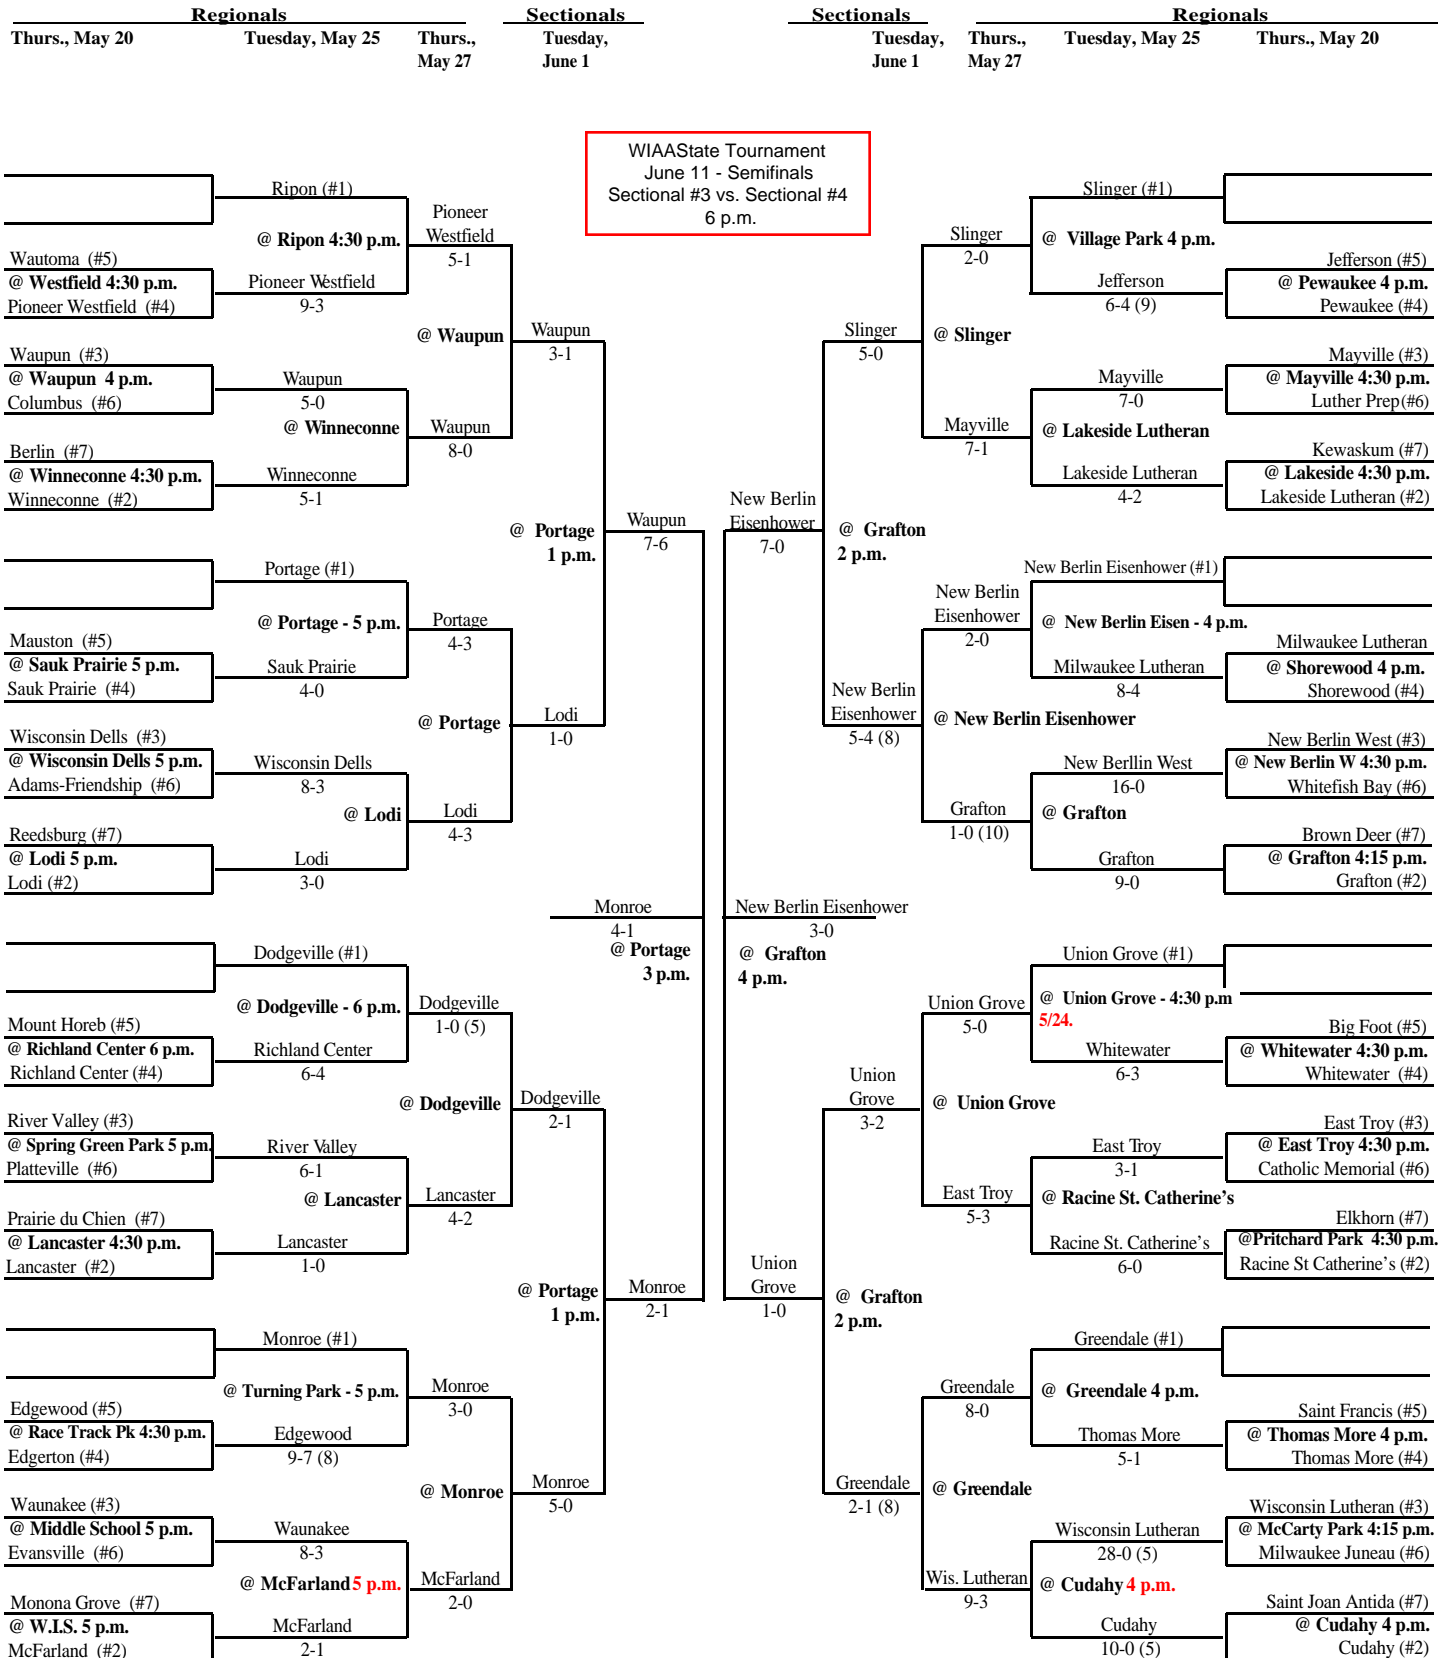 Regionals
Sectionals
Sectionals
Regionals
Thurs., May 20
Tuesday, May 25
Thurs.,
May 27
Tuesday,
June 1
Tuesday,
June 1
Thurs.,
May 27
Tuesday, May 25
Thurs., May 20
WIAAState Tournament
June 11 - Semifinals
Sectional #3 vs. Sectional #4
6 p.m.
Ripon (#1)
@ Ripon 4:30 p.m.
Pioneer
Westfield
5-1
Wautoma (#5)
@ Westfield 4:30 p.m.
Pioneer Westfield (#4)
Pioneer Westfield
9-3
@ Waupun
Waupun
3-1
Waupun (#3)
@ Waupun 4 p.m.
Columbus (#6)
Waupun
5-0
@ Winneconne
Waupun
8-0
Berlin (#7)
@ Winneconne 4:30 p.m.
Winneconne (#2)
Winneconne
5-1
@ Portage
1 p.m.
Waupun
7-6
Portage (#1)
@ Portage - 5 p.m.
Portage
4-3
Mauston (#5)
@ Sauk Prairie 5 p.m.
Sauk Prairie (#4)
Sauk Prairie
4-0
@ Portage
Lodi
1-0
Wisconsin Dells (#3)
@ Wisconsin Dells 5 p.m.
Adams-Friendship (#6)
Wisconsin Dells
8-3
@ Lodi
Lodi
4-3
Reedsburg (#7)
@ Lodi 5 p.m.
Lodi (#2)
Lodi
3-0
Monroe
4-1
@ Portage
3 p.m.
Dodgeville (#1)
@ Dodgeville - 6 p.m.
Dodgeville
1-0 (5)
Mount Horeb (#5)
@ Richland Center 6 p.m.
Richland Center (#4)
Richland Center
6-4
@ Dodgeville
Dodgeville
2-1
River Valley (#3)
@ Spring Green Park 5 p.m.
Platteville (#6)
River Valley
6-1
@ Lancaster
Lancaster
4-2
Prairie du Chien (#7)
@ Lancaster 4:30 p.m.
Lancaster (#2)
Lancaster
1-0
@ Portage
1 p.m.
Monroe
2-1
Monroe (#1)
@ Turning Park - 5 p.m.
Monroe
3-0
Edgewood (#5)
@ Race Track Pk 4:30 p.m.
Edgerton (#4)
Edgewood
9-7 (8)
@ Monroe
Monroe
5-0
Waunakee (#3)
@ Middle School 5 p.m.
Evansville (#6)
Waunakee
8-3
@ McFarland 5 p.m.
McFarland
2-0
Monona Grove (#7)
@ W.I.S. 5 p.m.
McFarland (#2)
McFarland
2-1
Slinger (#1)
Slinger
2-0
@ Village Park 4 p.m.
Jefferson
6-4 (9)
Jefferson (#5)
@ Pewaukee 4 p.m.
Pewaukee (#4)
Slinger
5-0
@ Slinger
Mayville (#3)
@ Mayville 4:30 p.m.
Luther Prep(#6)
Mayville
7-0
Mayville
7-1
@ Lakeside Lutheran
Kewaskum (#7)
@ Lakeside 4:30 p.m.
Lakeside Lutheran (#2)
Lakeside Lutheran
4-2
New Berlin
Eisenhower
7-0
@ Grafton
2 p.m.
New Berlin Eisenhower (#1)
New Berlin
Eisenhower
2-0
@ New Berlin Eisen - 4 p.m.
Milwaukee Lutheran
@ Shorewood 4 p.m.
Shorewood (#4)
Milwaukee Lutheran
8-4
New Berlin
Eisenhower
5-4 (8)
@ New Berlin Eisenhower
New Berlin West (#3)
@ New Berlin W 4:30 p.m.
Whitefish Bay (#6)
New Berllin West
16-0
Grafton
1-0 (10)
@ Grafton
Brown Deer (#7)
@ Grafton 4:15 p.m.
Grafton (#2)
Grafton
9-0
New Berlin Eisenhower
3-0
@ Grafton
4 p.m.
Union Grove (#1)
Union Grove
5-0
@ Union Grove - 4:30 p.m
5/24.
Big Foot (#5)
@ Whitewater 4:30 p.m.
Whitewater (#4)
Whitewater
6-3
Union
Grove
3-2
@ Union Grove
East Troy (#3)
@ East Troy 4:30 p.m.
Catholic Memorial (#6)
East Troy
3-1
East Troy
5-3
@ Racine St. Catherine's
Elkhorn (#7)
@Pritchard Park 4:30 p.m.
Racine St Catherine's (#2)
Racine St. Catherine's
6-0
Union
Grove
1-0
@ Grafton
2 p.m.
Greendale (#1)
Greendale
8-0
@ Greendale 4 p.m.
Saint Francis (#5)
@ Thomas More 4 p.m.
Thomas More (#4)
Thomas More
5-1
Greendale
2-1 (8)
@ Greendale
Wisconsin Lutheran (#3)
@ McCarty Park 4:15 p.m.
Milwaukee Juneau (#6)
Wisconsin Lutheran
28-0 (5)
Wis. Lutheran
9-3
@ Cudahy 4 p.m.
Saint Joan Antida (#7)
@ Cudahy 4 p.m.
Cudahy (#2)
Cudahy
10-0 (5)